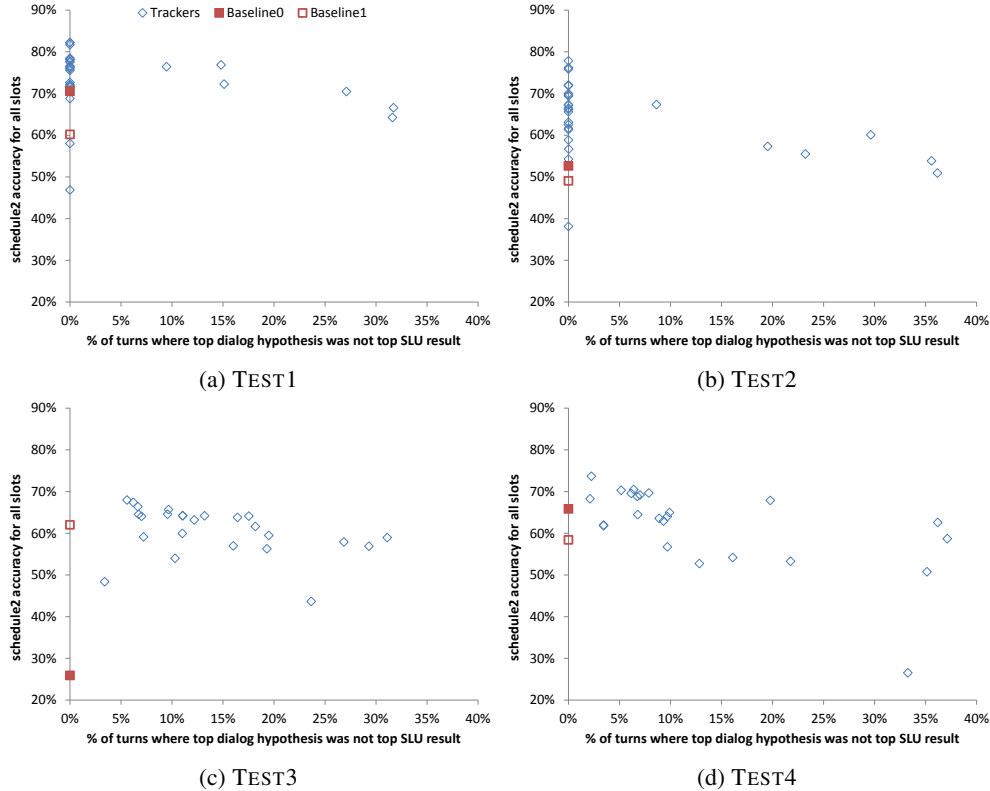 Trackers Baseline0 Baseline1
90%
80%
70%
60%
50%
40%
30%
20%
schedule2 accuracy for all slots
0% 5% 10% 15% 20% 25% 30% 35% 40%
% of turns where top dialog hypothesis was not top SLU result
(a) TEST1
90%
80%
70%
60%
50%
40%
30%
20%
schedule2 accuracy for all slots
0% 5% 10% 15% 20% 25% 30% 35% 40%
% of turns where top dialog hypothesis was not top SLU result
(b) TEST2
90%
80%
70%
60%
50%
40%
30%
20%
schedule2 accuracy for all slots
0% 5% 10% 15% 20% 25% 30% 35% 40%
% of turns where top dialog hypothesis was not top SLU result
(c) TEST3
90%
80%
70%
60%
50%
40%
30%
20%
schedule2 accuracy for all slots
0% 5% 10% 15% 20% 25% 30% 35% 40%
% of turns where top dialog hypothesis was not top SLU result
(d) TEST4